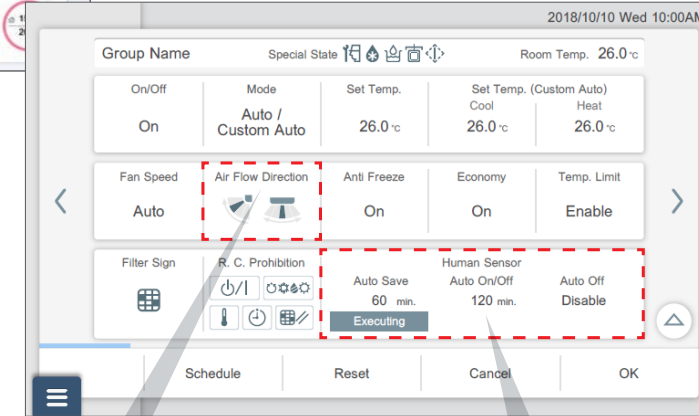 2018/10/10 Wed 10:00AM
Group Name Special State Room Temp. 26.0 °C
On/Off Mode Set Temp. Set Temp. (Custom Auto)
Cool Heat
On Auto / Custom Auto 26.0 °C 26.0 °C 26.0 °C
Fan Speed Air Flow Direction Anti Freeze Economy Temp. Limit
Auto On On Enable
Filter Sign R. C. Prohibition Human Sensor
Auto Save Auto On/Off Auto Off
60 min. 120 min. Disable
Executing
Schedule Reset Cancel OK